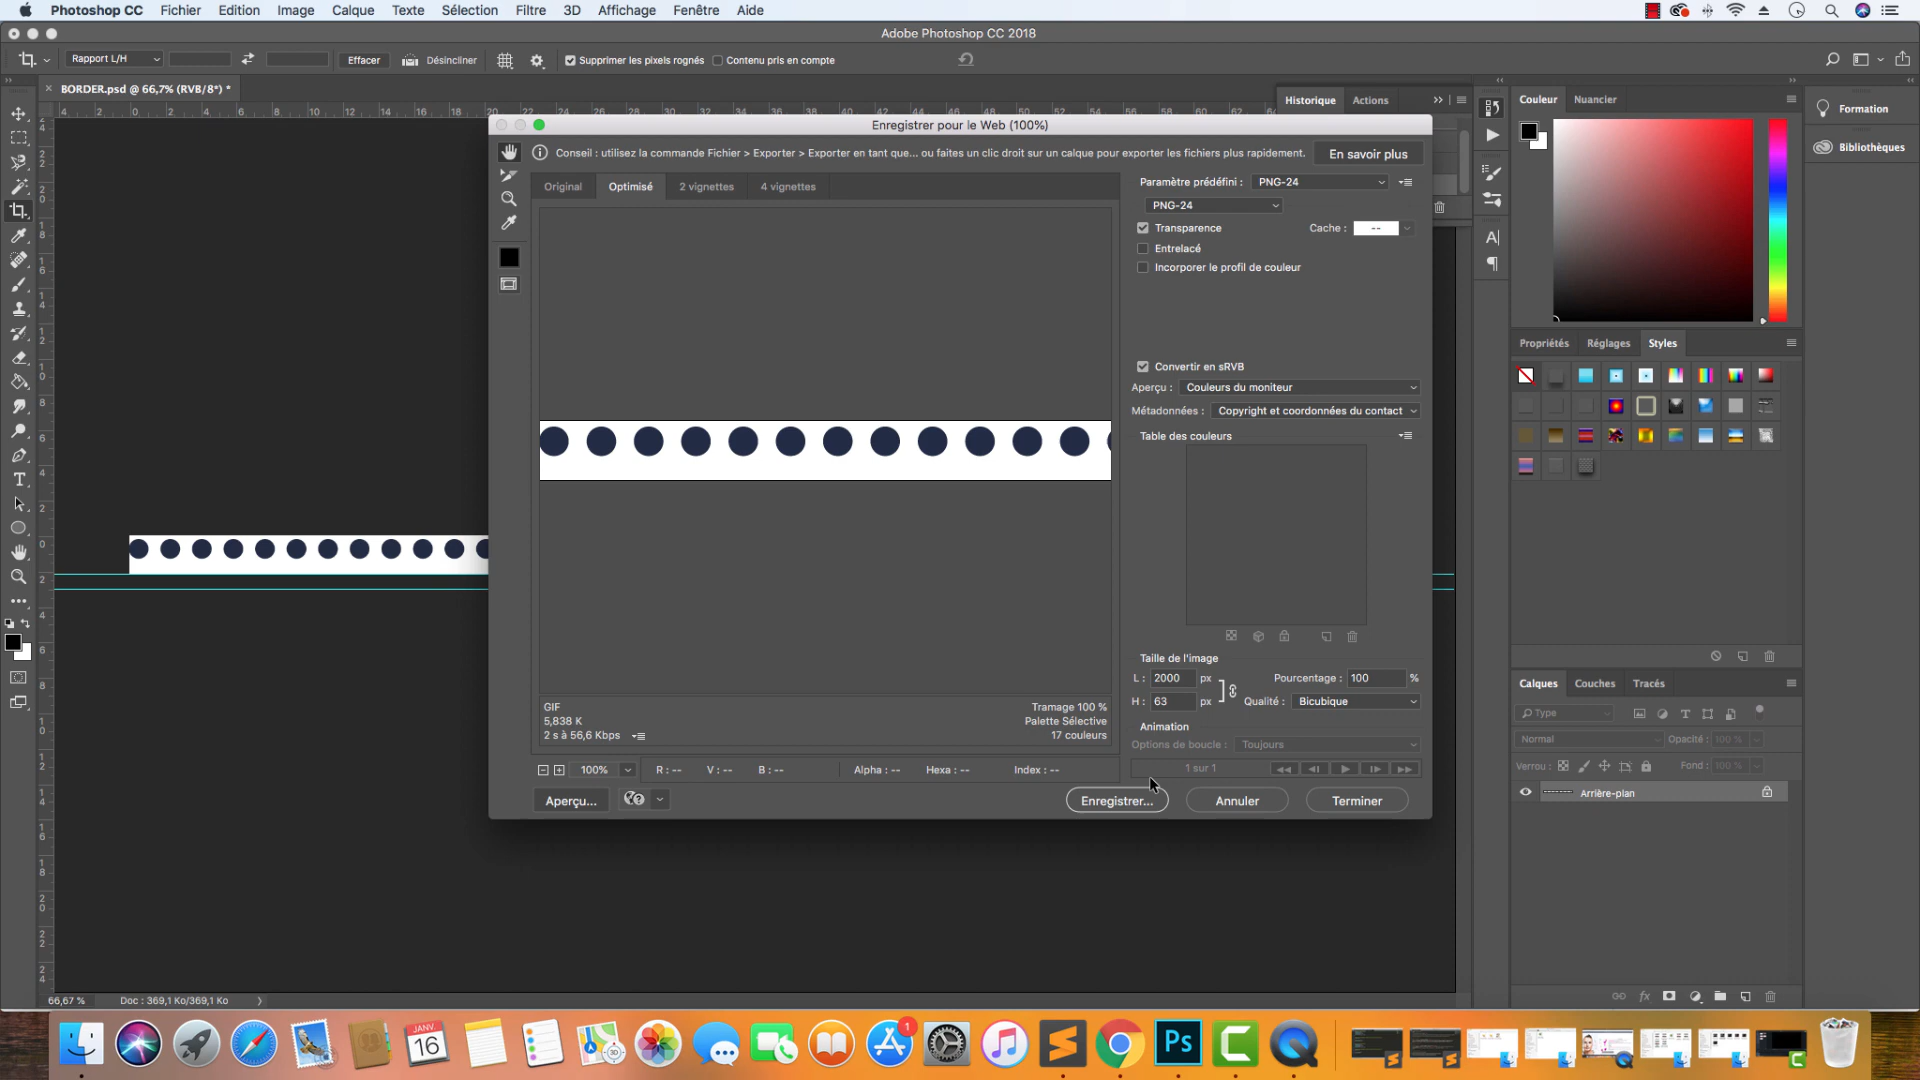 Photoshop CC Fichier Edition Image Calque Texte Sélection Filtre 3D Affichage Fenêtre Aide
Adobe Photoshop CC 2018
Rapport L/H Effacer Désincliner Supprimer les pixels rognés Contenu pris en compte
BORDER.psd @ 66,7% (RVB/8*) *
Historique Actions
Couleur Nuancier
Formation
Bibliothèques
Enregistrer pour le Web (100%)
Conseil : utilisez la commande Fichier > Exporter > Exporter en tant que... ou faites un clic droit sur un calque pour exporter les fichiers plus rapidement.
En savoir plus
Original Optimisé 2 vignettes 4 vignettes
Paramètre prédéfini : PNG-24
PNG-24
Transparence Cache : --
Entrelacé
Incorporer le profil de couleur
Convertir en sRVB
Aperçu : Couleurs du moniteur
Métadonnées : Copyright et coordonnées du contact
Table des couleurs
Propriétés Réglages Styles
Taille de l'image
L : 2000 px Pourcentage : 100 %
H : 63 px Qualité : Bicubique
Animation
Options de boucle : Toujours
1 sur 1
GIF
5,838 K
2 s à 56,6 Kbps
Tramage 100 %
Palette Sélective
17 couleurs
100% R : -- V : -- B : -- Alpha : -- Hexa : -- Index : --
Aperçu... Enregistrer... Annuler Terminer
Calques Couches Tracés
Type
Normal Opacité : 100 %
Verrou : Fond : 100 %
Arrière-plan
66,67 % Doc : 369,1 Ko/369,1 Ko
JANV.
16
30
1
Ps